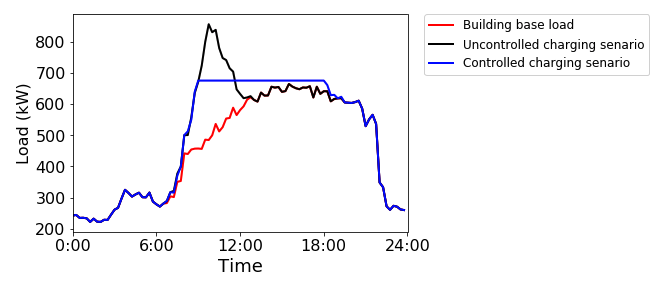 Building base load
Uncontrolled charging senario
Controlled charging senario
Load (kW)
800
700
600
500
400
300
200
0:00 6:00 12:00 18:00 24:00
Time